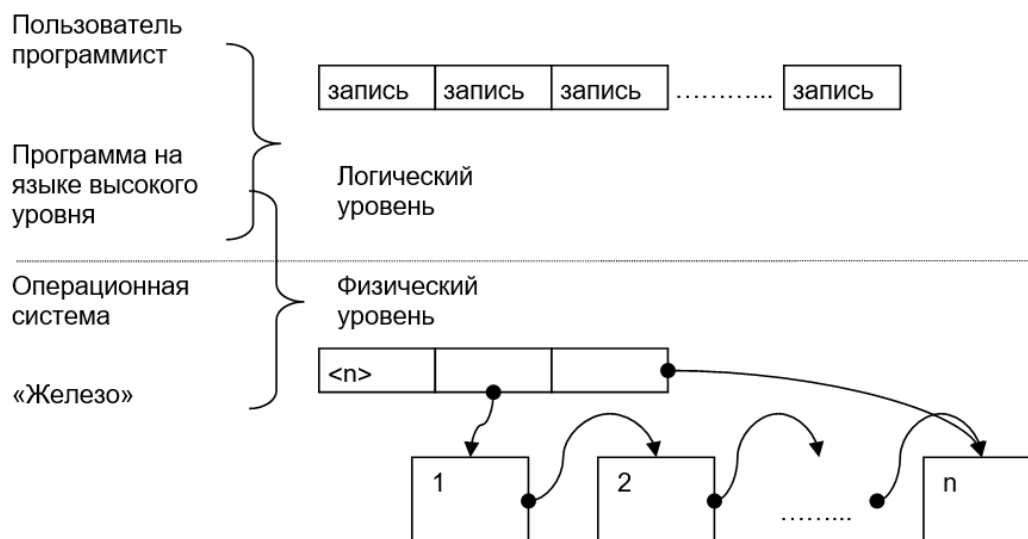 Пользователь
программист
запись запись запись ………... запись
Программа на
языке высокого
уровня
Логический
уровень
Операционная
система
Физический
уровень
<n>
«Железо»
1 2 ……... n